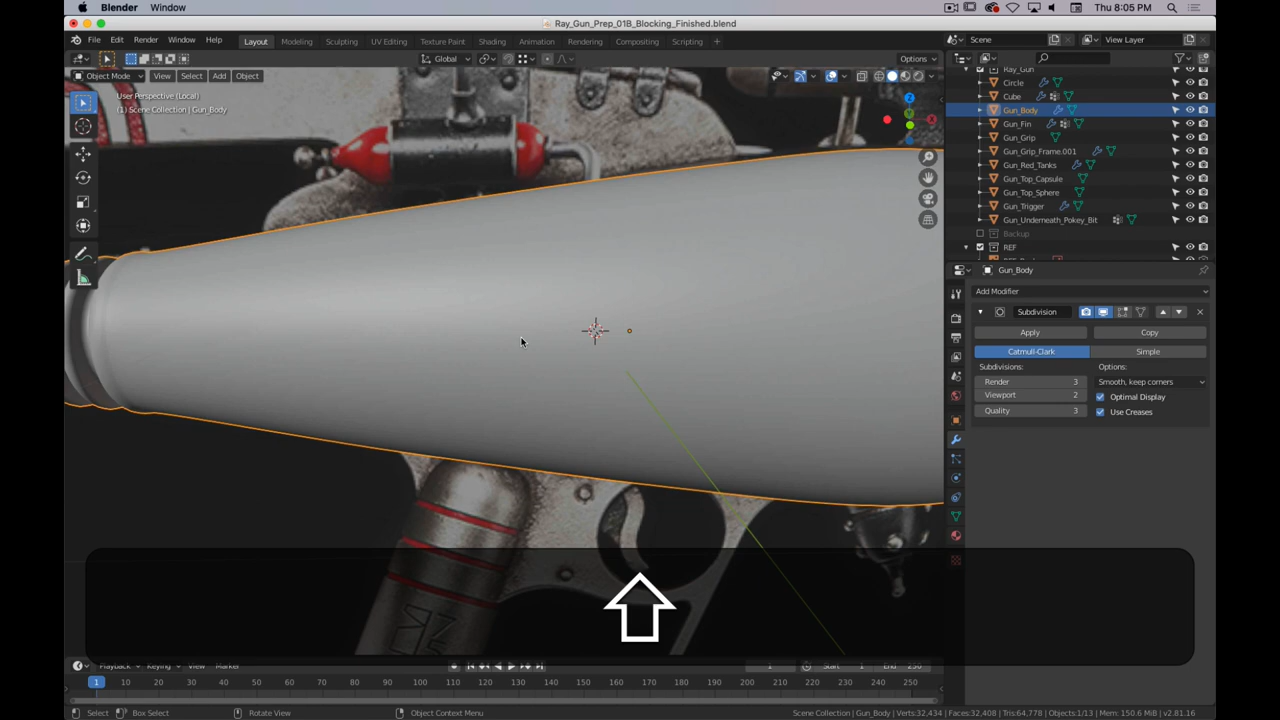 Blender Window Thu 8:05 PM
Ray_Gun_Prep_01B_Blocking_Finished.blend
File Edit Render Window Help Layout Modeling Sculpting UV Editing Texture Paint Shading Animation Rendering Compositing Scripting + Scene View Layer
Global Options
Object Mode View Select Add Object
User Perspective (Local)
(1) Scene Collection | Gun_Body
Ray_Gun
Circle
Cube
Gun_Body
Gun_Fin
Gun_Grip
Gun_Grip_Frame.001
Gun_Red_Tanks
Gun_Top_Capsule
Gun_Top_Sphere
Gun_Trigger
Gun_Underneath_Pokey_Bit
Backup
REF
Gun_Body
Add Modifier
Subdivision
Apply Copy
Catmull-Clark Simple
Subdivisions: Options:
Render 3 Smooth, keep corners
Viewport 2 Optimal Display
Quality 3 Use Creases
Playback Keying View Marker 1 Start 1 End 250
1 10 20 30 40 50 60 70 80 90 100 110 120 130 140 150 160 170 180 190 200 210 220 230 240 250
Select Box Select Rotate View Object Context Menu Scene Collection | Gun_Body | Verts:32,434 | Faces:32,408 | Tris:64,778 | Objects:1/13 | Mem: 150.6 MiB | v2.81.16